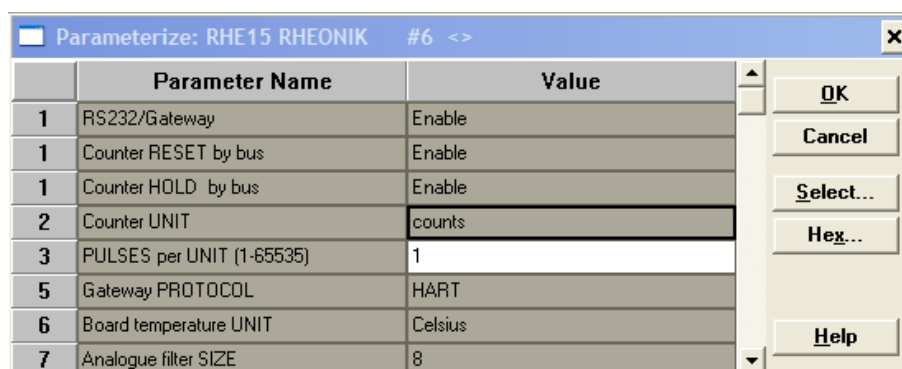 Parameterize: RHE15 RHEONIK #6 <>
Parameter Name Value
1 RS232/Gateway Enable
1 Counter RESET by bus Enable
1 Counter HOLD by bus Enable
2 Counter UNIT counts
3 PULSES per UNIT (1-65535) 1
5 Gateway PROTOCOL HART
6 Board temperature UNIT Celsius
7 Analogue filter SIZE 8
OK
Cancel
Select...
Hex...
Help